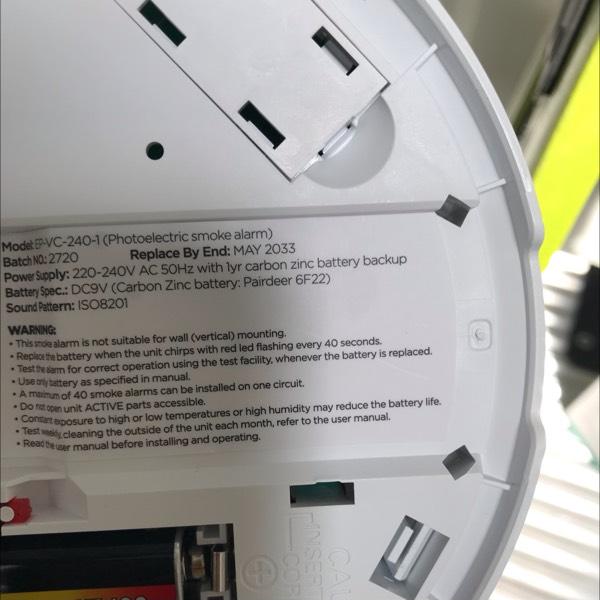 Model: EP-VC-240-1 (Photoelectric smoke alarm)
Batch NO.: 2720 Replace By End: MAY 2033
Power Supply: 220-240V AC 50Hz with 1yr carbon zinc battery backup
Battery Spec.: DC9V (Carbon Zinc battery: Pairdeer 6F22)
Sound Pattern: ISO8201
WARNING:
• This smoke alarm is not suitable for wall (vertical) mounting.
• Replace the battery when the unit chirps with red led flashing every 40 seconds.
• Test the alarm for correct operation using the test facility, whenever the battery is replaced.
• Use only battery as specified in manual.
• A maximum of 40 smoke alarms can be installed on one circuit.
• Do not open unit ACTIVE parts accessible.
• Constant exposure to high or low temperatures or high humidity may reduce the battery life.
• Test weekly, cleaning the outside of the unit each month, refer to the user manual.
• Read the user manual before installing and operating.